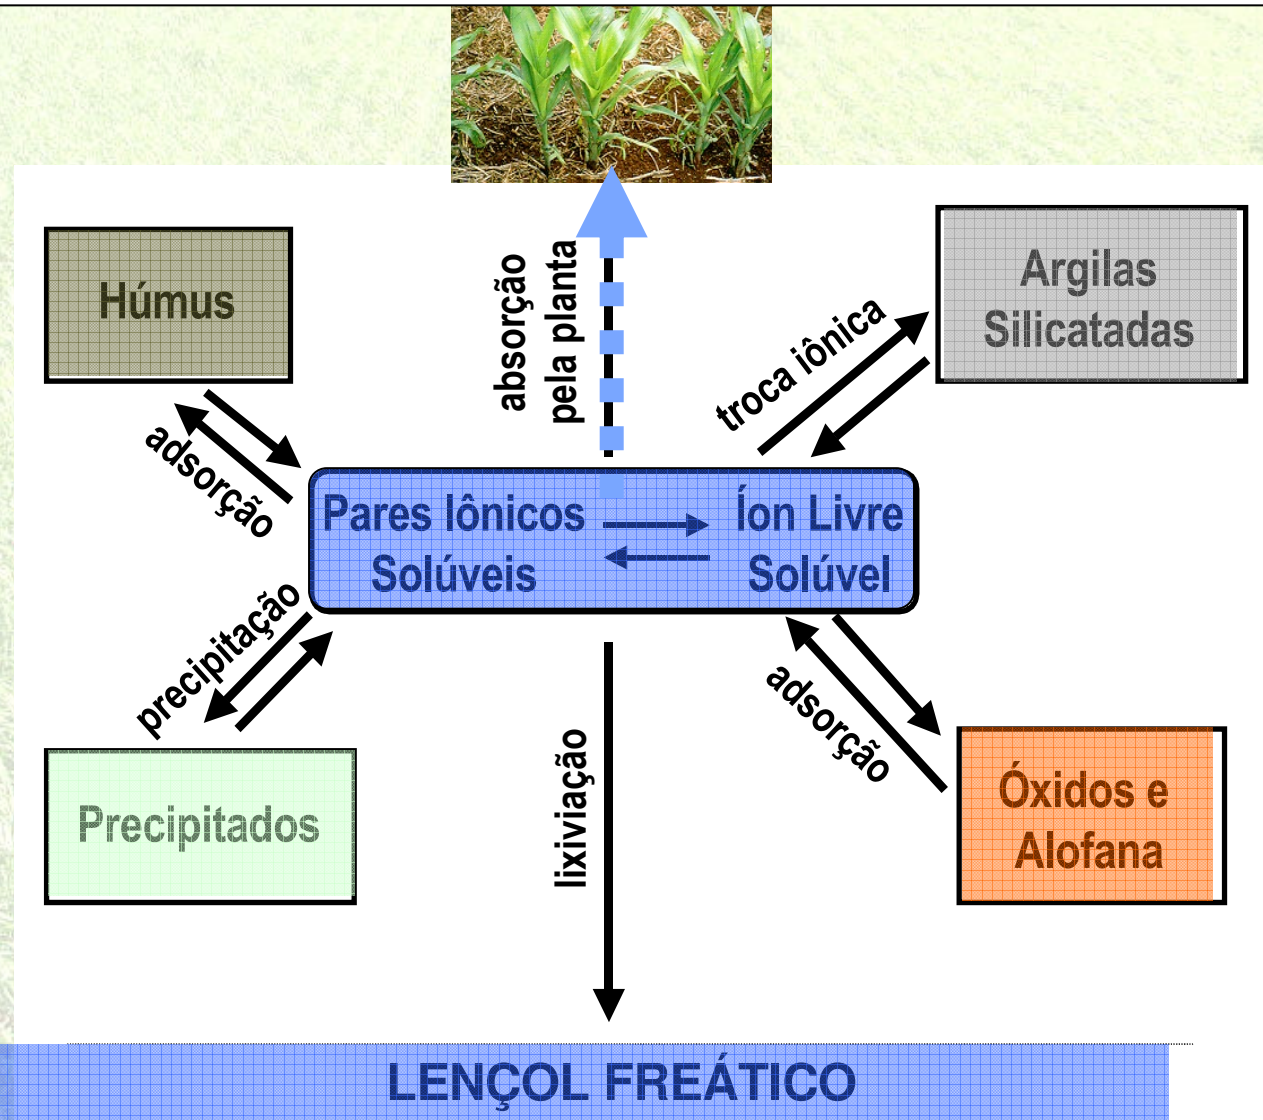 Húmus
absorção
pela planta
Argilas
Silicatadas
troca iônica
adsorção
Pares Iônicos
Solúveis
Íon Livre
Solúvel
precipitação
adsorção
Precipitados
lixiviação
Óxidos e
Alofana
LENÇOL FREÁTICO